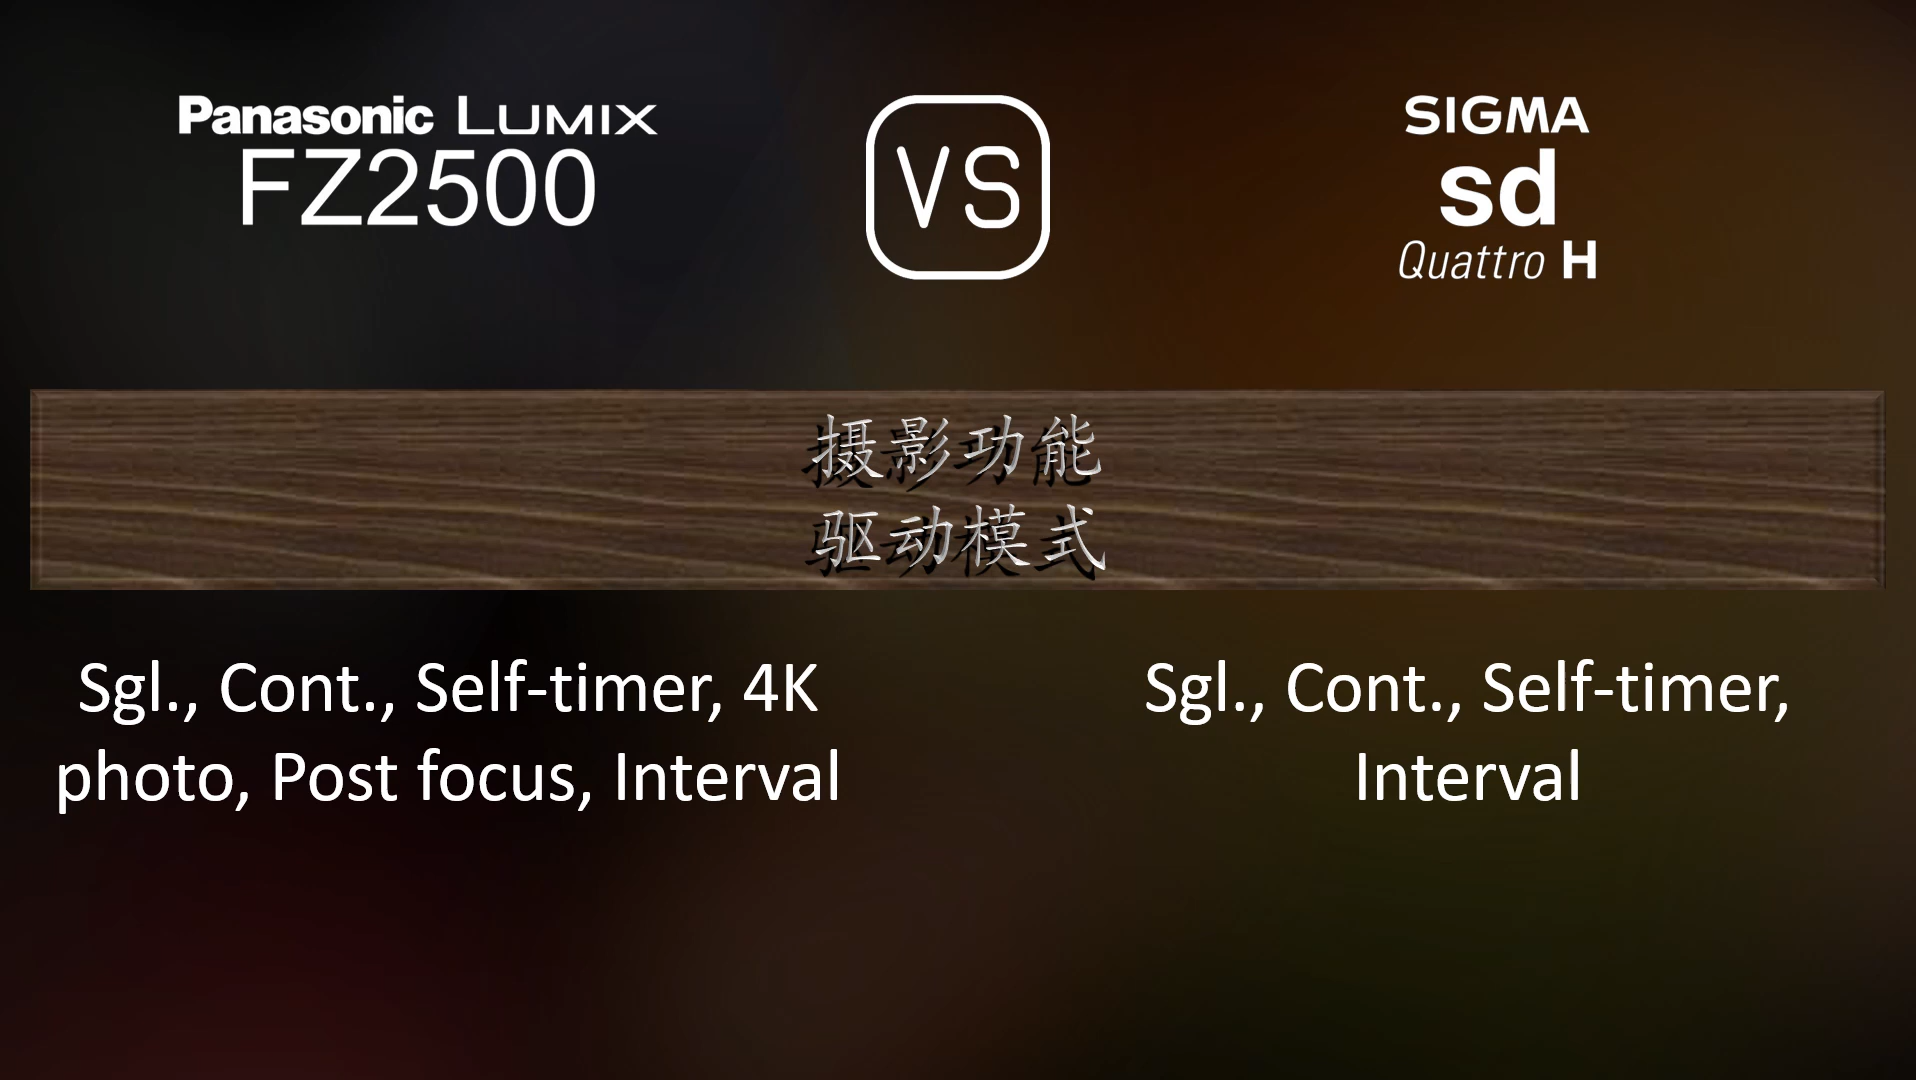 Panasonic LUMIX
FZ2500
VS
SIGMA
sd
Quattro H
摄影功能
驱动模式
Sgl., Cont., Self-timer, 4K
photo, Post focus, Interval
Sgl., Cont., Self-timer,
Interval